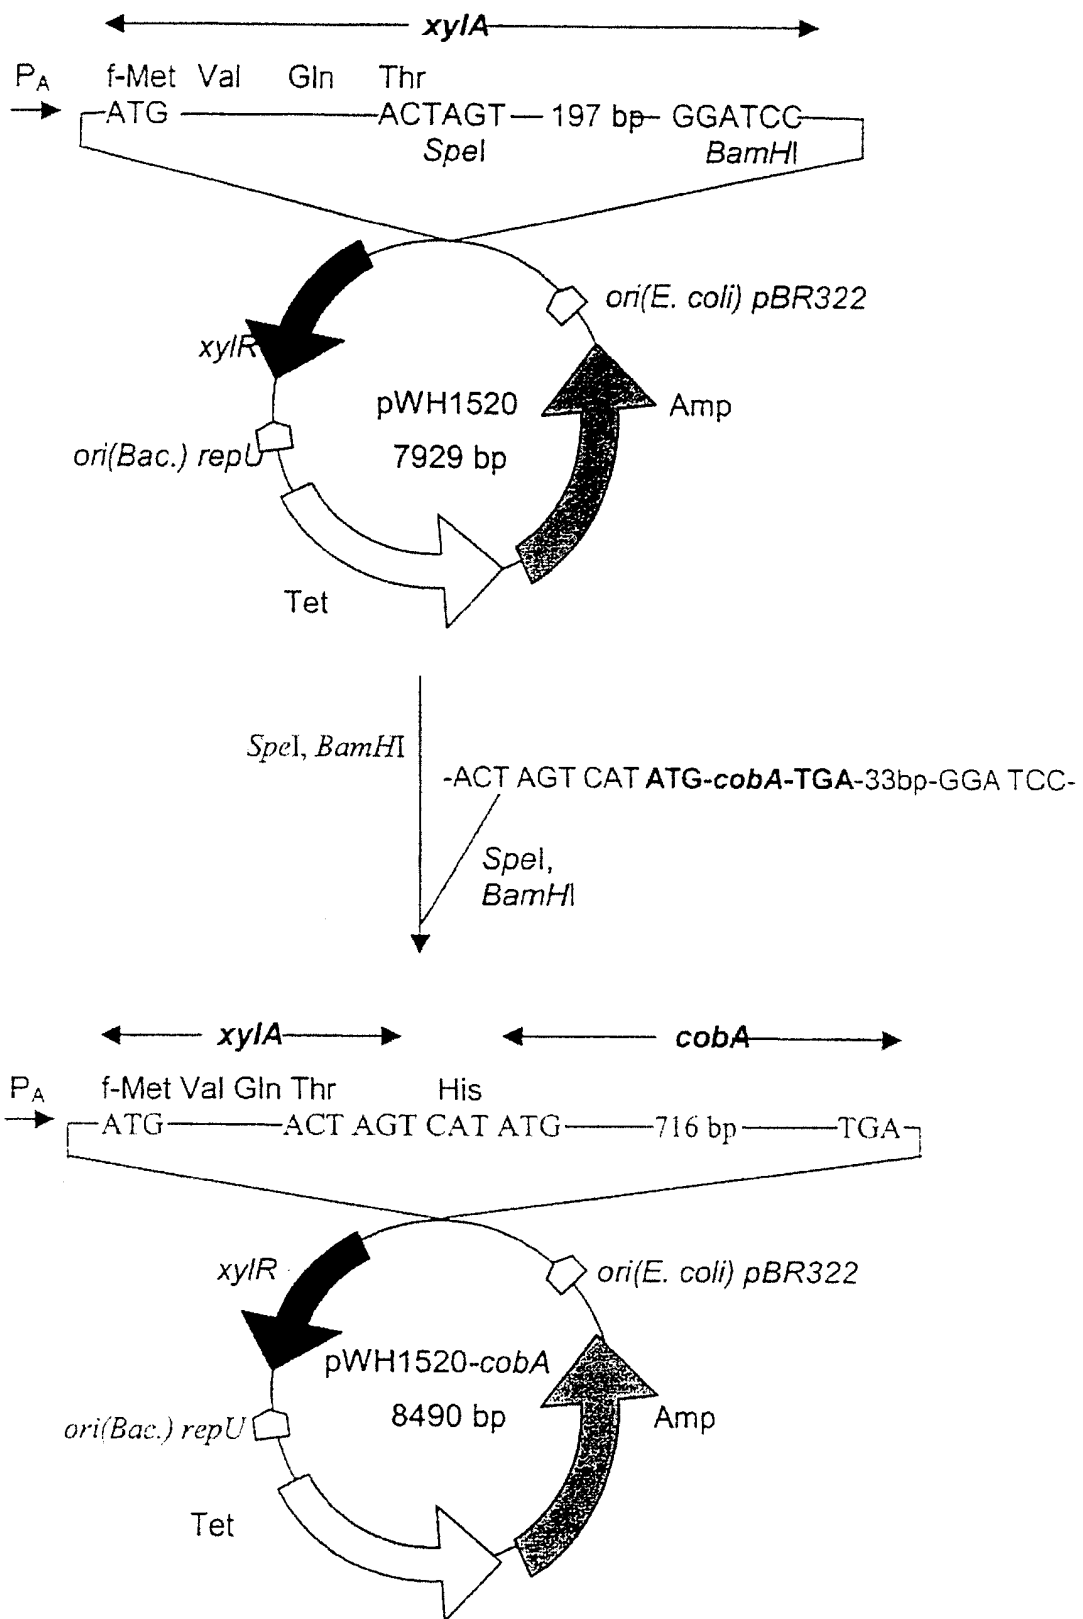 xylA
PA f-Met Val Gln Thr
ATG ACTAGT 197 bp GGATCC
SpeI BamHI
ori(E. coli) pBR322
xylR
pWH1520 Amp
ori(Bac.) repU 7929 bp
Tet
SpeI, BamHI
-ACT AGT CAT ATG-cobA-TGA-33bp-GGA TCC-
SpeI,
BamHI
xylA cobA
PA f-Met Val Gln Thr His
ATG ACT AGT CAT ATG 716 bp TGA
xylR ori(E. coli) pBR322
pWH1520-cobA
8490 bp Amp
ori(Bac.) repU
Tet